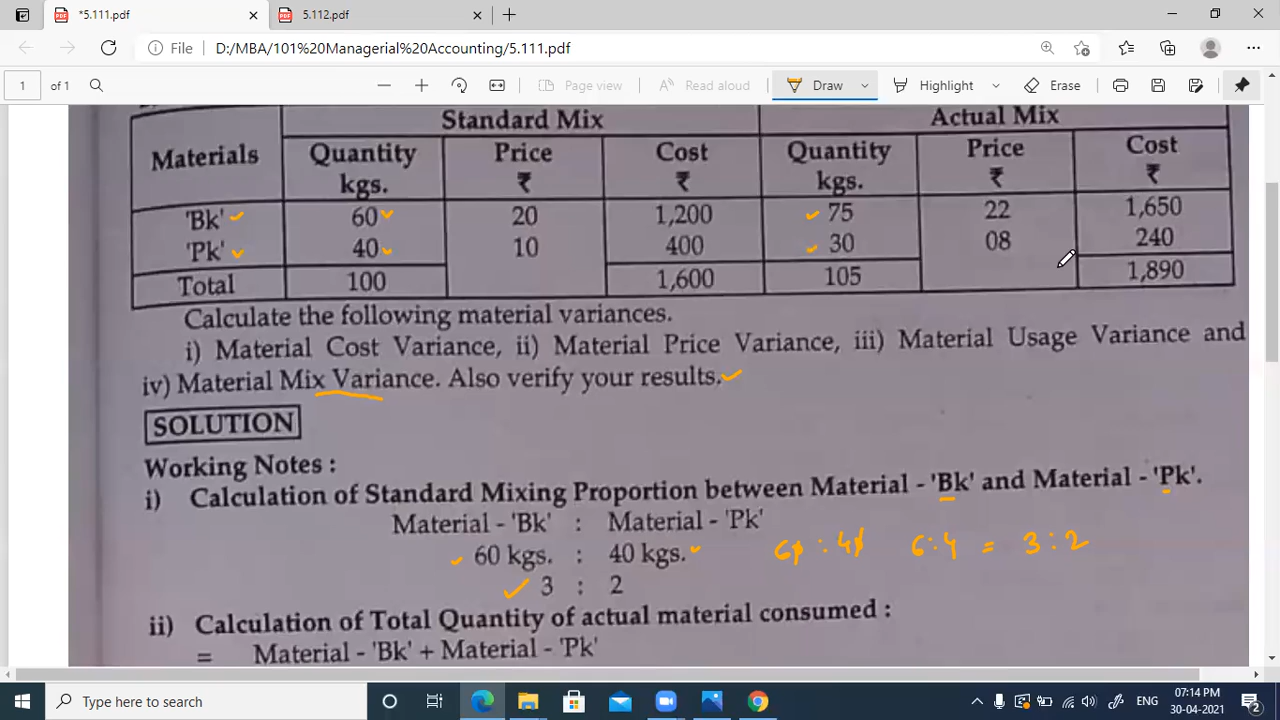 *5.111.pdf
5.112.pdf
File D:/MBA/101%20Managerial%20Accounting/5.111.pdf
1 of 1 Page view Read aloud Draw Highlight Erase
Standard Mix Actual Mix
Materials Quantity kgs. Price ₹ Cost ₹ Quantity kgs. Price ₹ Cost ₹
'Bk' 60 20 1,200 75 22 1,650
'Pk' 40 10 400 30 08 240
Total 100 1,600 105 1,890
Calculate the following material variances.
i) Material Cost Variance, ii) Material Price Variance, iii) Material Usage Variance and
iv) Material Mix Variance. Also verify your results.
SOLUTION
Working Notes :
i) Calculation of Standard Mixing Proportion between Material - 'Bk' and Material - 'Pk'.
Material - 'Bk' : Material - 'Pk'
60 kgs. : 40 kgs. 60 : 40 6:4 = 3:2
3 : 2
ii) Calculation of Total Quantity of actual material consumed :
= Material - 'Bk' + Material - 'Pk'
Type here to search
ENG
07:14 PM
30-04-2021
2